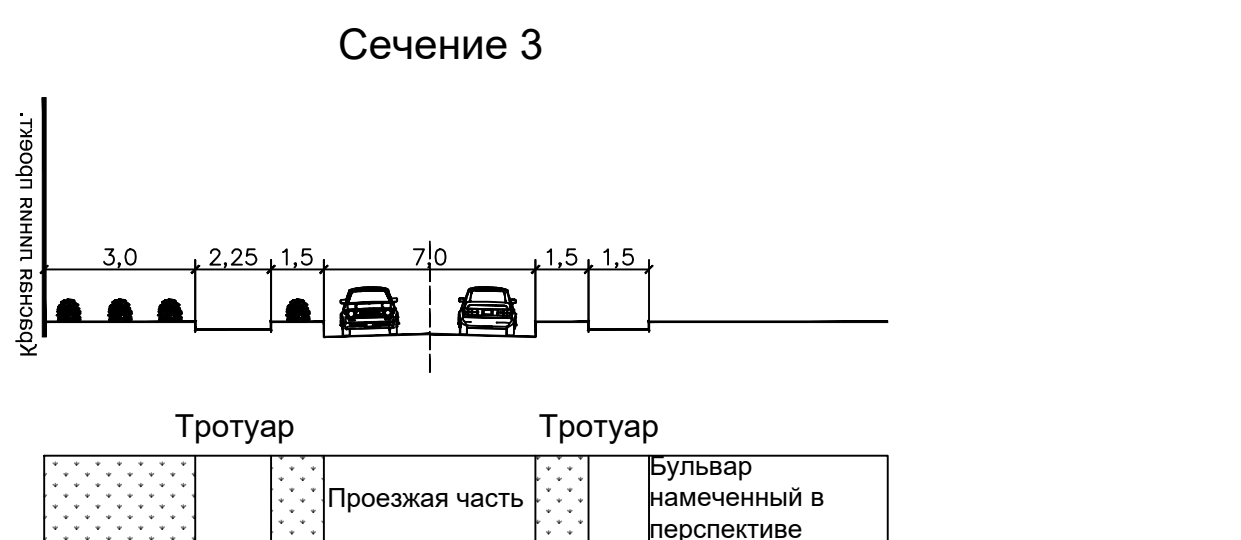 Сечение 3
Красная линия проект.
3,0
2,25
1,5
7,0
1,5
1,5
Тротуар
Тротуар
Проезжая часть
Бульвар
намеченный в
перспективе